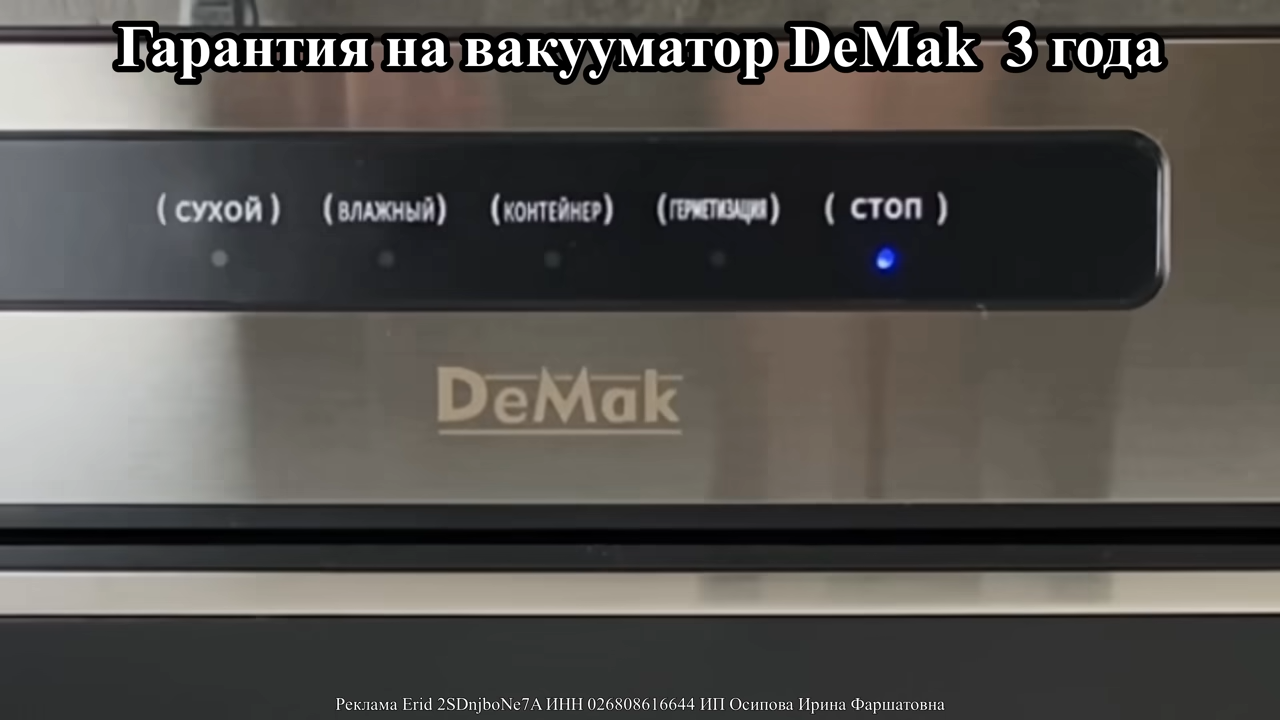 Гарантия на вакууматор DeMak 3 года
(СУХОЙ) (ВЛАЖНЫЙ) (КОНТЕЙНЕР) (ГЕРМЕТИЗАЦИЯ) (СТОП)
DeMak
Реклама Erid 2SDnjboNe7A ИНН 026808616644 ИП Осипова Ирина Фаршатовна